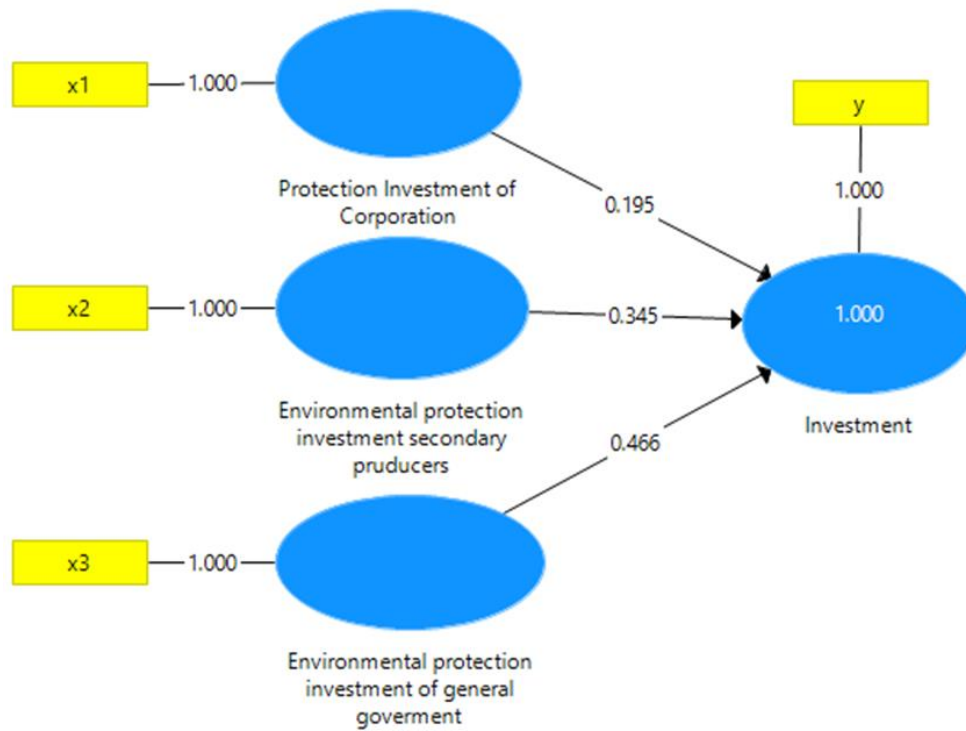 x1
1.000
Protection Investment of
Corporation
0.195
y
1.000
x2
1.000
Environmental protection
investment secondary
pruducers
0.345
1.000
Investment
0.466
x3
1.000
Environmental protection
investment of general
goverment